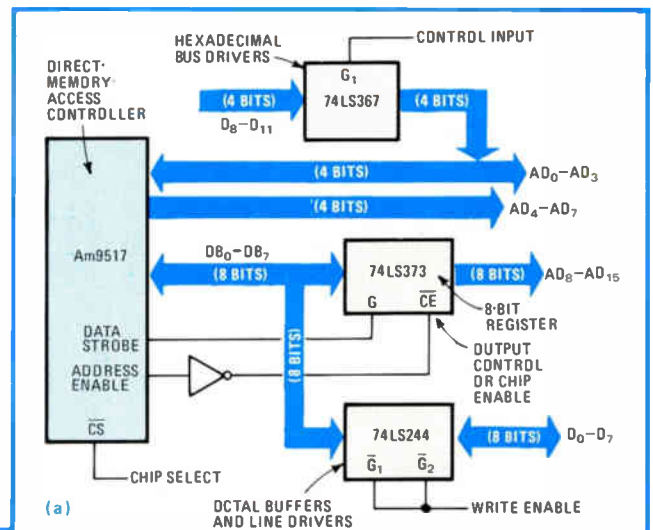 HEXADECIMAL
BUS DRIVERS
CONTROL INPUT
DIRECT-
MEMORY-
ACCESS
CONTROLLER
G1
74LS367
(4 BITS)
D8–D11
(4 BITS)
(4 BITS)
AD0–AD3
(4 BITS)
AD4–AD7
Am9517
DB0–DB7
(8 BITS)
74LS373
G
CE
(8 BITS)
AD8–AD15
8-BIT
REGISTER
DATA
STROBE
ADDRESS
ENABLE
OUTPUT
CONTROL
OR CHIP
ENABLE
(8 BITS)
CS
CHIP SELECT
74LS244
G1
G2
(8 BITS)
D0–D7
WRITE ENABLE
OCTAL BUFFERS
AND LINE DRIVERS
(a)